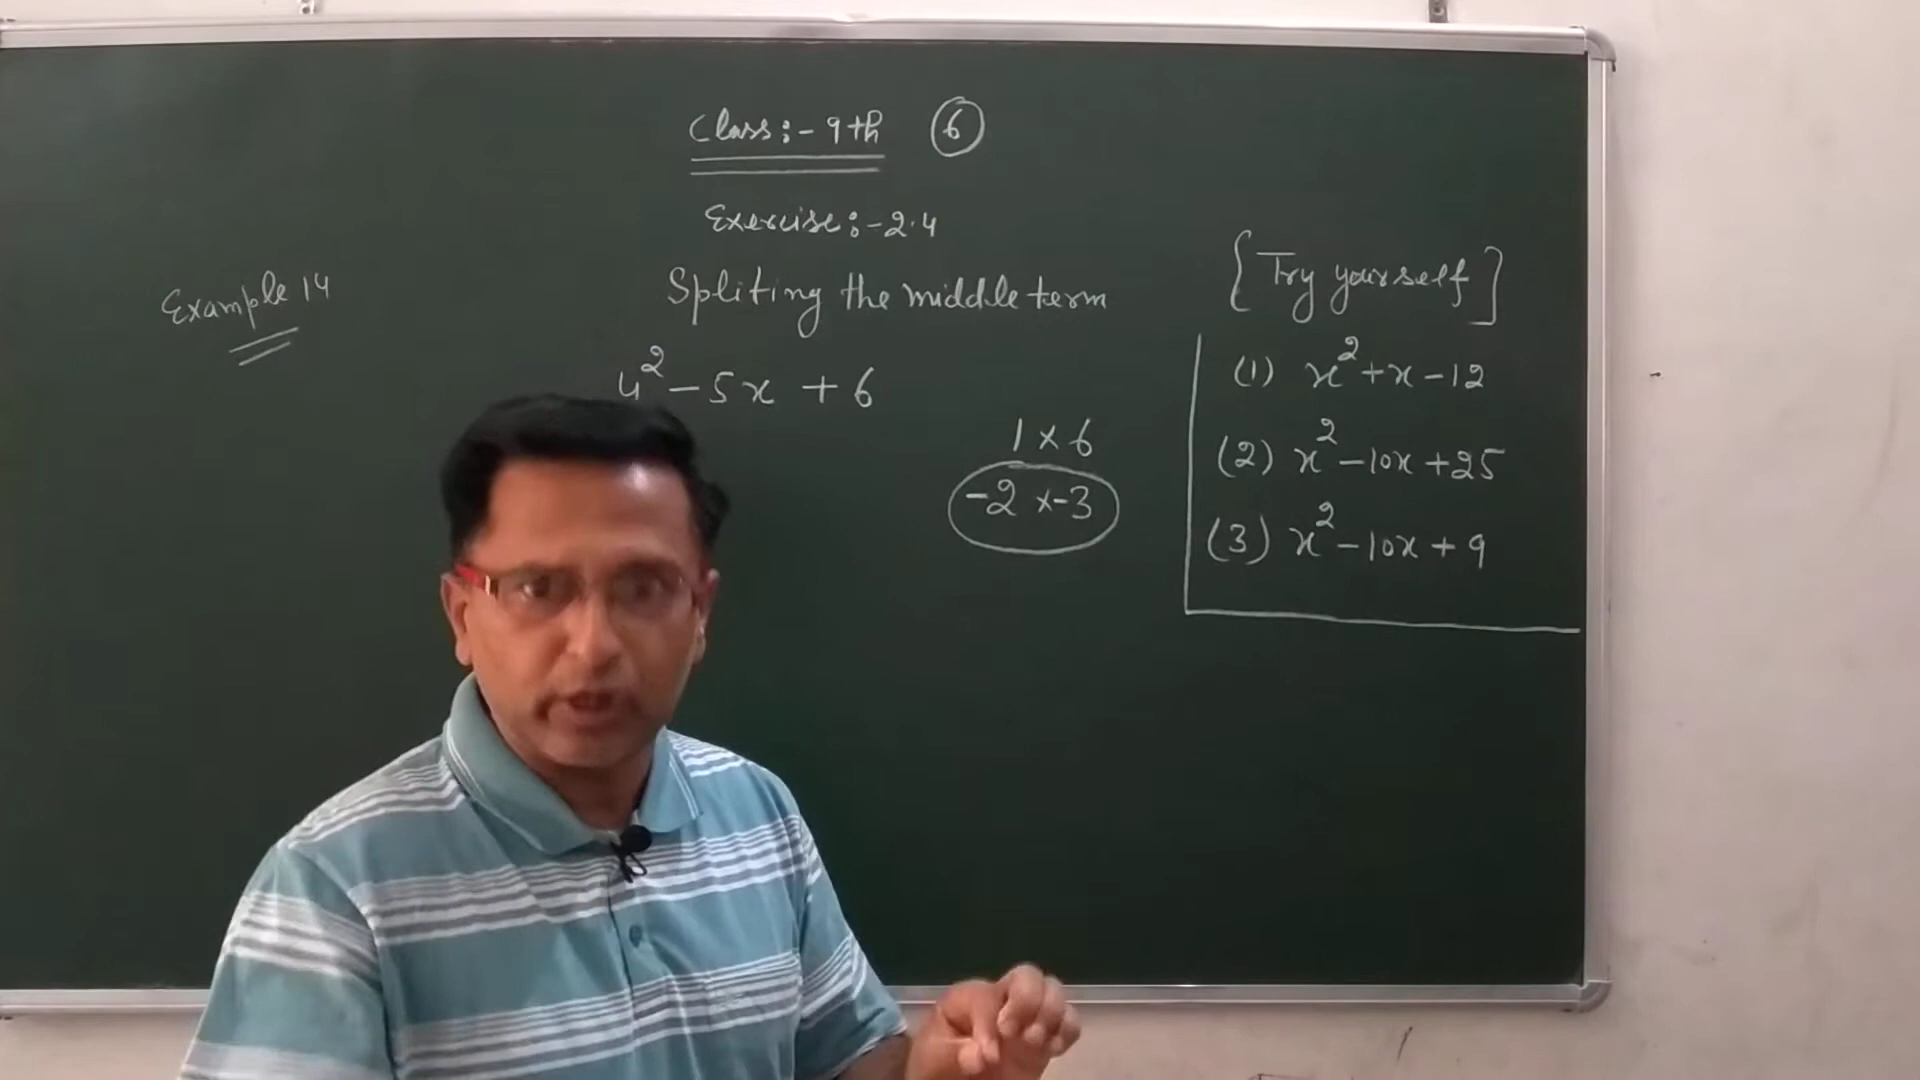 Class:- 9th 6
Exercise:- 2.4
Example 14
Spliting the middle term
4² - 5x + 6
1 × 6
-2 × -3
{Try yourself]
(1) x² + x - 12
(2) x² - 10x + 25
(3) x² - 10x + 9